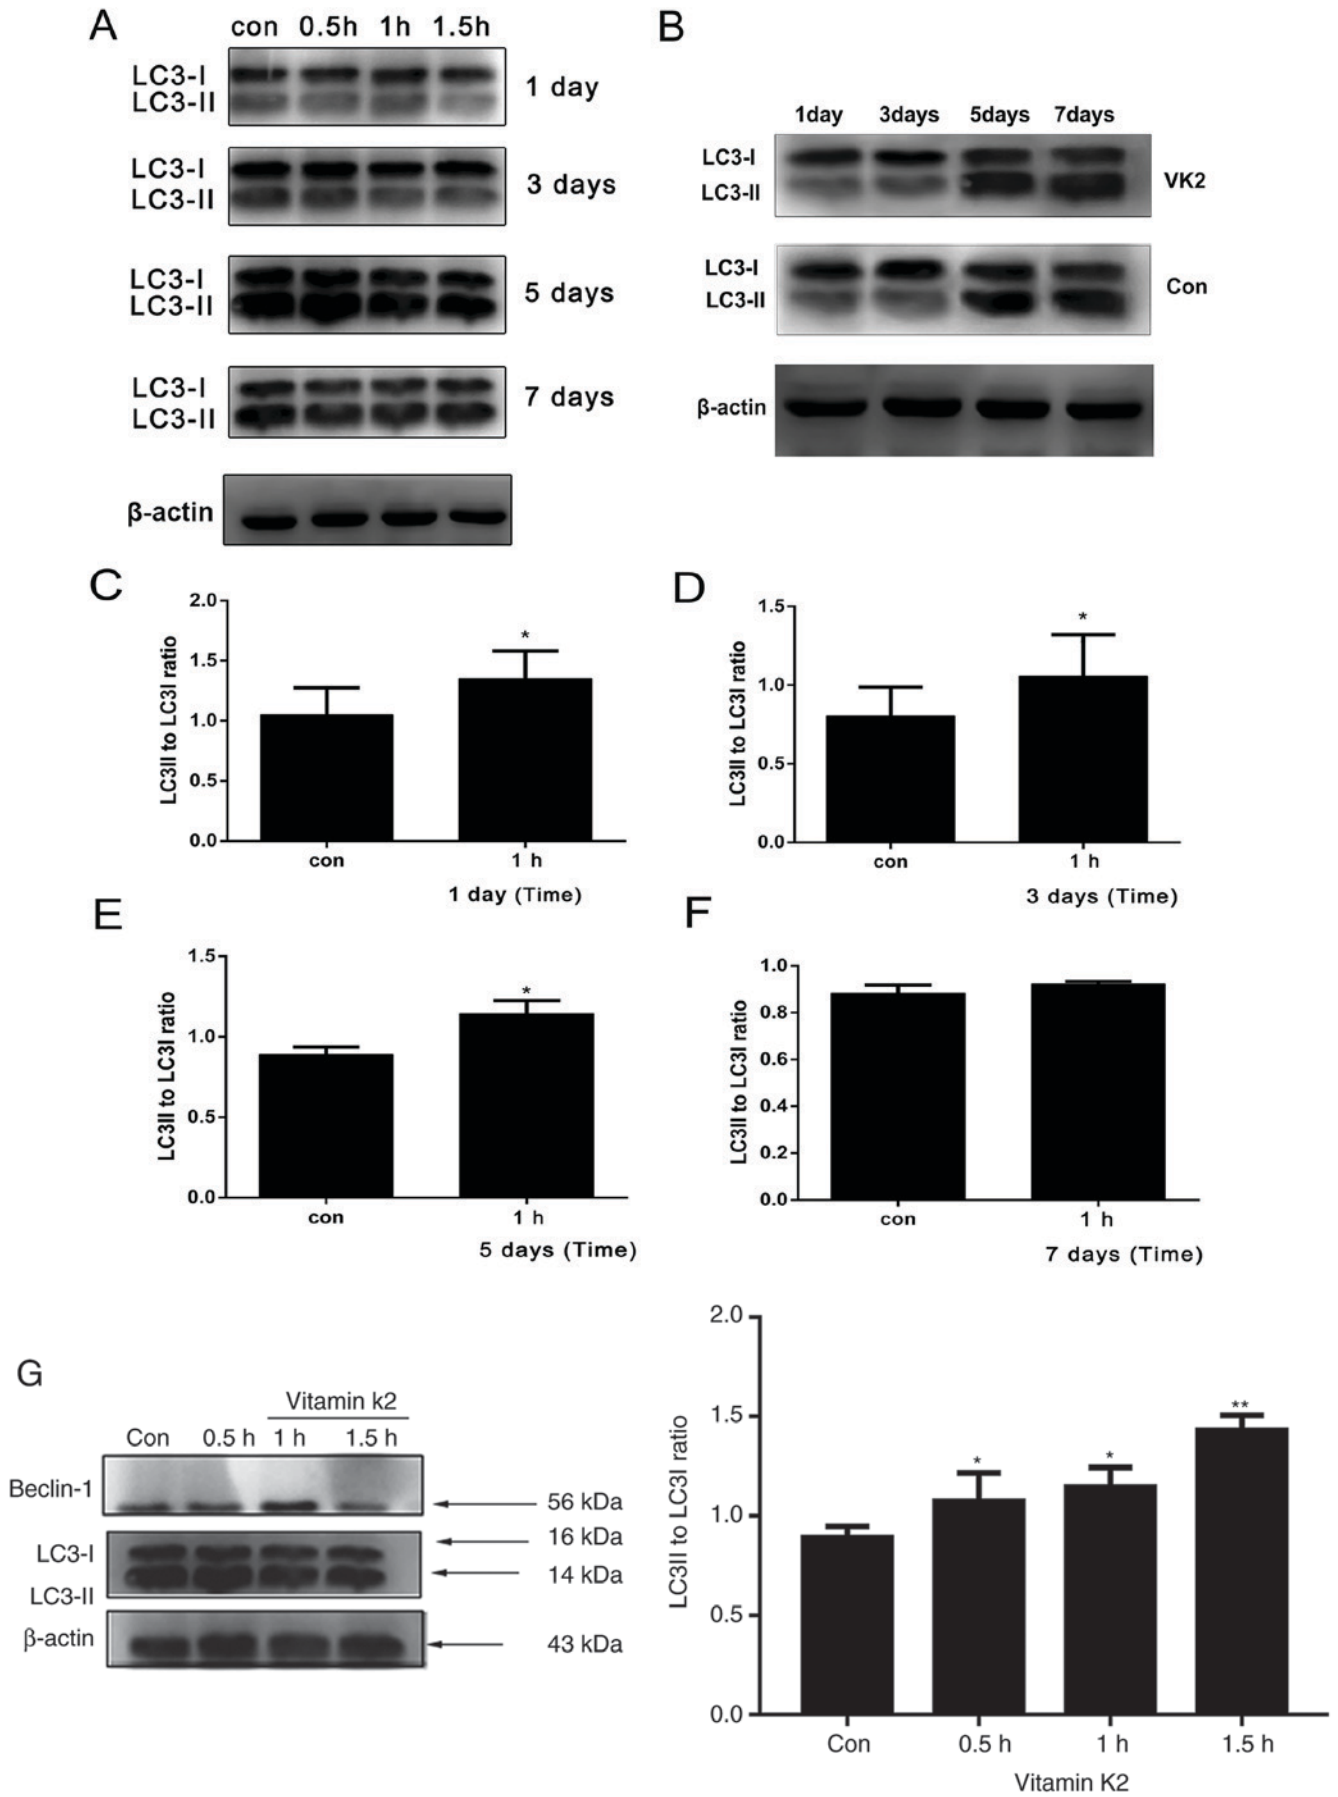 A
con 0.5h 1h 1.5h
LC3-I
LC3-II
1 day
LC3-I
LC3-II
3 days
LC3-I
LC3-II
5 days
LC3-I
LC3-II
7 days
β-actin
B
1day 3days 5days 7days
LC3-I
LC3-II
VK2
LC3-I
LC3-II
Con
β-actin
C
LC3II to LC3I ratio
2.0
1.5
1.0
0.5
0.0
*
con 1 h
1 day (Time)
D
LC3II to LC3I ratio
1.5
1.0
0.5
0.0
*
con 1 h
3 days (Time)
E
LC3II to LC3I ratio
1.5
1.0
0.5
0.0
*
con 1 h
5 days (Time)
F
LC3II to LC3I ratio
1.0
0.8
0.6
0.4
0.2
0.0
con 1 h
7 days (Time)
G
Vitamin k2
Con 0.5 h 1 h 1.5 h
Beclin-1
56 kDa
16 kDa
LC3-I
14 kDa
LC3-II
β-actin
43 kDa
LC3II to LC3I ratio
2.0
1.5
1.0
0.5
0.0
* * **
Con 0.5 h 1 h 1.5 h
Vitamin K2